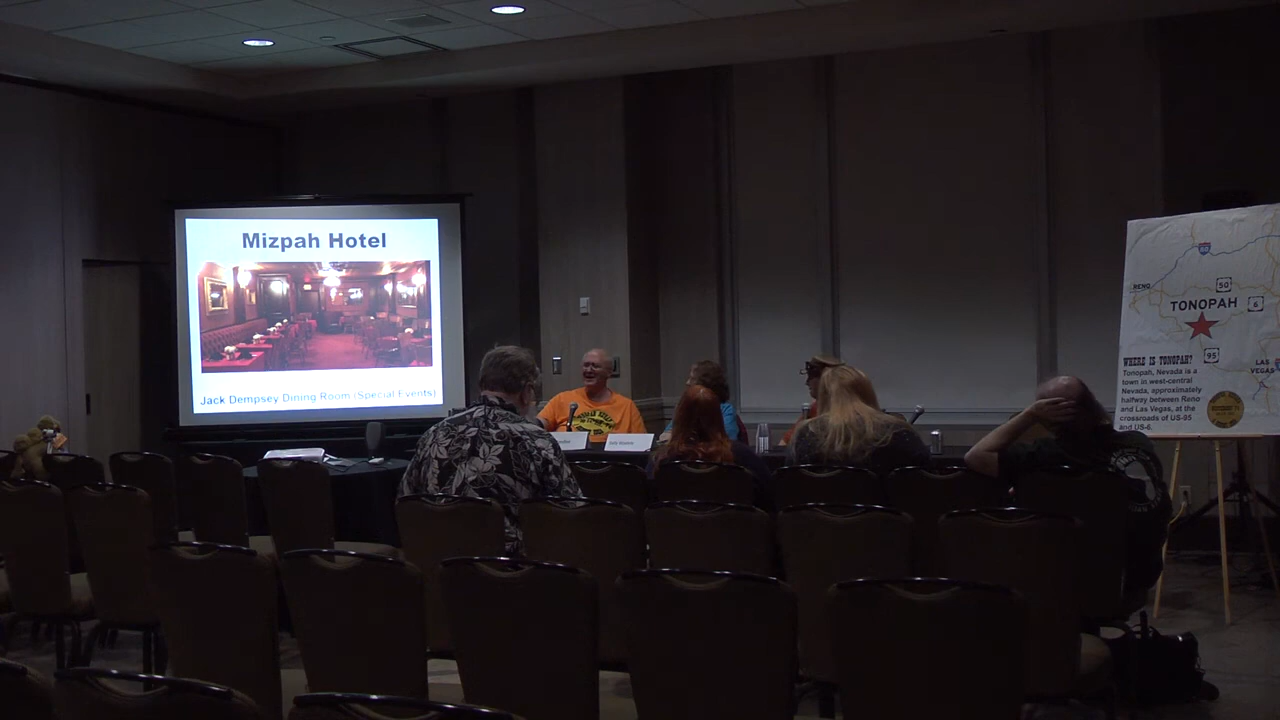 Mizpah Hotel
Jack Dempsey Dining Room (Special Events)
RENO
50
TONOPAH
6
95
LAS
VEGAS
WHERE IS TONOPAH?
Tonopah, Nevada is a
town in west-central
Nevada, approximately
halfway between Reno
and Las Vegas, at the
crossroads of US-95
and US-6.